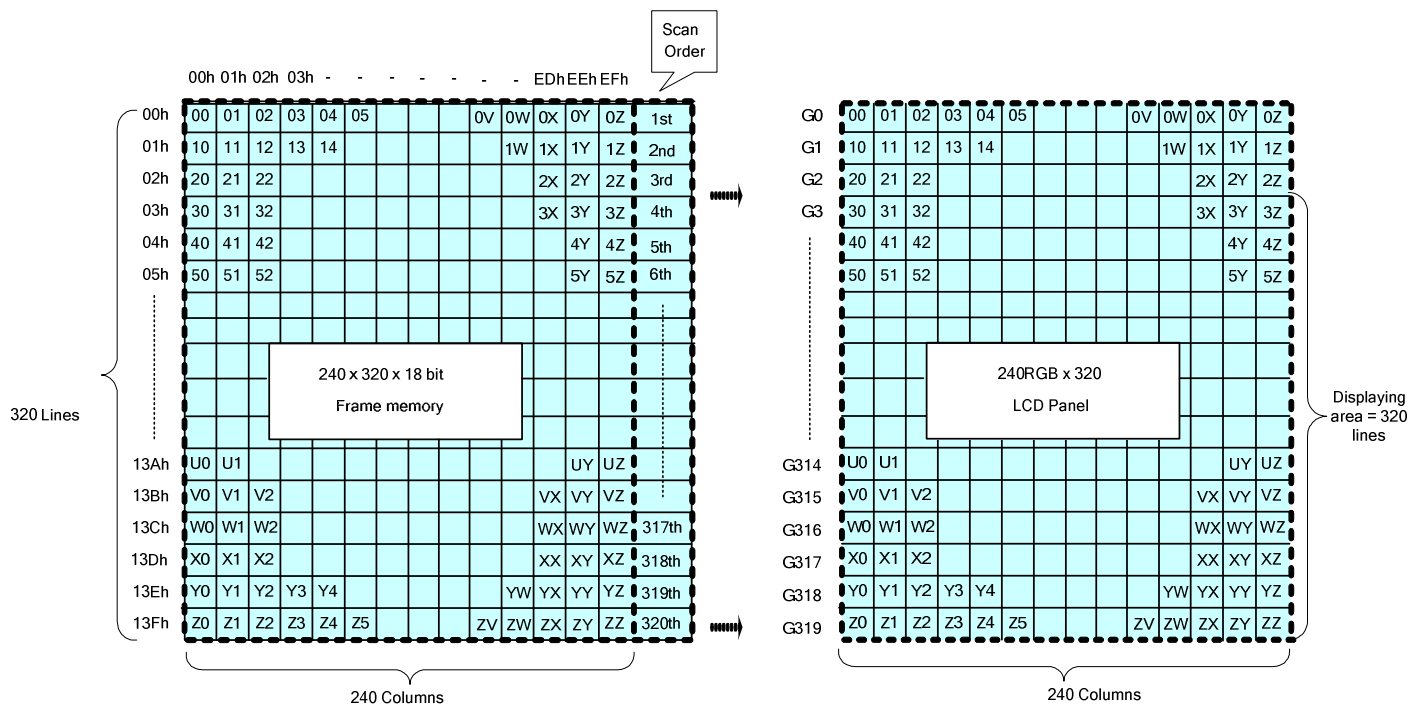 Scan
Order
00h 01h 02h 03h - - - - - - - EDh EEh EFh
00h 00 01 02 03 04 05 0V 0W 0X 0Y 0Z 1st
01h 10 11 12 13 14 1W 1X 1Y 1Z 2nd
02h 20 21 22 2X 2Y 2Z 3rd
03h 30 31 32 3X 3Y 3Z 4th
04h 40 41 42 4Y 4Z 5th
05h 50 51 52 5Y 5Z 6th
240 x 320 x 18 bit
Frame memory
320 Lines
13Ah U0 U1 UY UZ
13Bh V0 V1 V2 VX VY VZ
13Ch W0 W1 W2 WX WY WZ 317th
13Dh X0 X1 X2 XX XY XZ 318th
13Eh Y0 Y1 Y2 Y3 Y4 YW YX YY YZ 319th
13Fh Z0 Z1 Z2 Z3 Z4 Z5 ZV ZW ZX ZY ZZ 320th
240 Columns
G0 00 01 02 03 04 05 0V 0W 0X 0Y 0Z
G1 10 11 12 13 14 1W 1X 1Y 1Z
G2 20 21 22 2X 2Y 2Z
G3 30 31 32 3X 3Y 3Z
40 41 42 4Y 4Z
50 51 52 5Y 5Z
240RGB x 320
LCD Panel
Displaying
area = 320
lines
G314 U0 U1 UY UZ
G315 V0 V1 V2 VX VY VZ
G316 W0 W1 W2 WX WY WZ
G317 X0 X1 X2 XX XY XZ
G318 Y0 Y1 Y2 Y3 Y4 YW YX YY YZ
G319 Z0 Z1 Z2 Z3 Z4 Z5 ZV ZW ZX ZY ZZ
240 Columns